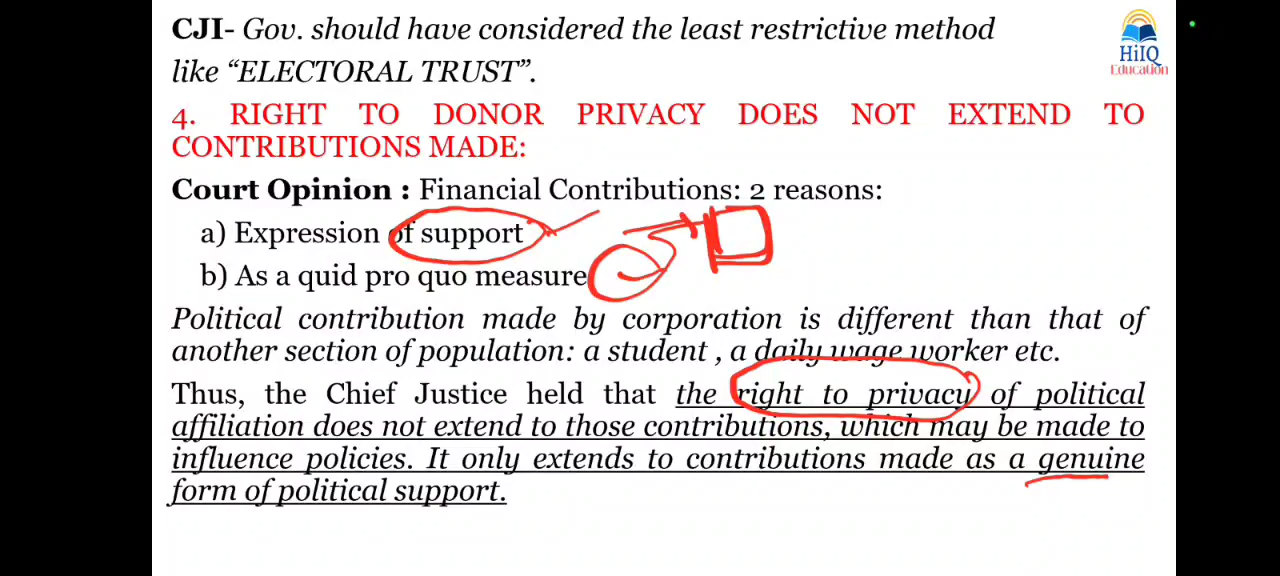 CJI- Gov. should have considered the least restrictive method
like “ELECTORAL TRUST”.
HiIQ
Education
4. RIGHT TO DONOR PRIVACY DOES NOT EXTEND TO
CONTRIBUTIONS MADE:
Court Opinion : Financial Contributions: 2 reasons:
a) Expression of support
b) As a quid pro quo measure
Political contribution made by corporation is different than that of
another section of population: a student , a daily wage worker etc.
Thus, the Chief Justice held that the right to privacy of political
affiliation does not extend to those contributions, which may be made to
influence policies. It only extends to contributions made as a genuine
form of political support.